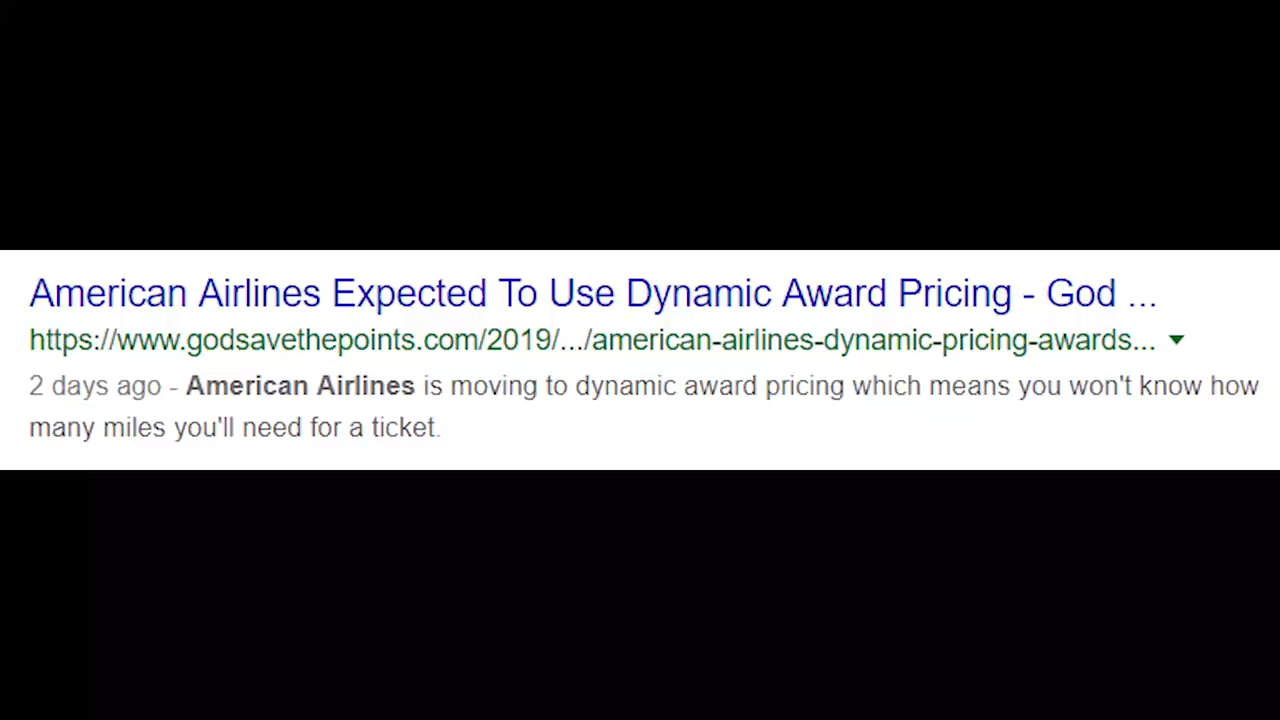 American Airlines Expected To Use Dynamic Award Pricing - God ...
https://www.godsavethepoints.com/2019/.../american-airlines-dynamic-pricing-awards...
2 days ago - American Airlines is moving to dynamic award pricing which means you won't know how
many miles you'll need for a ticket.